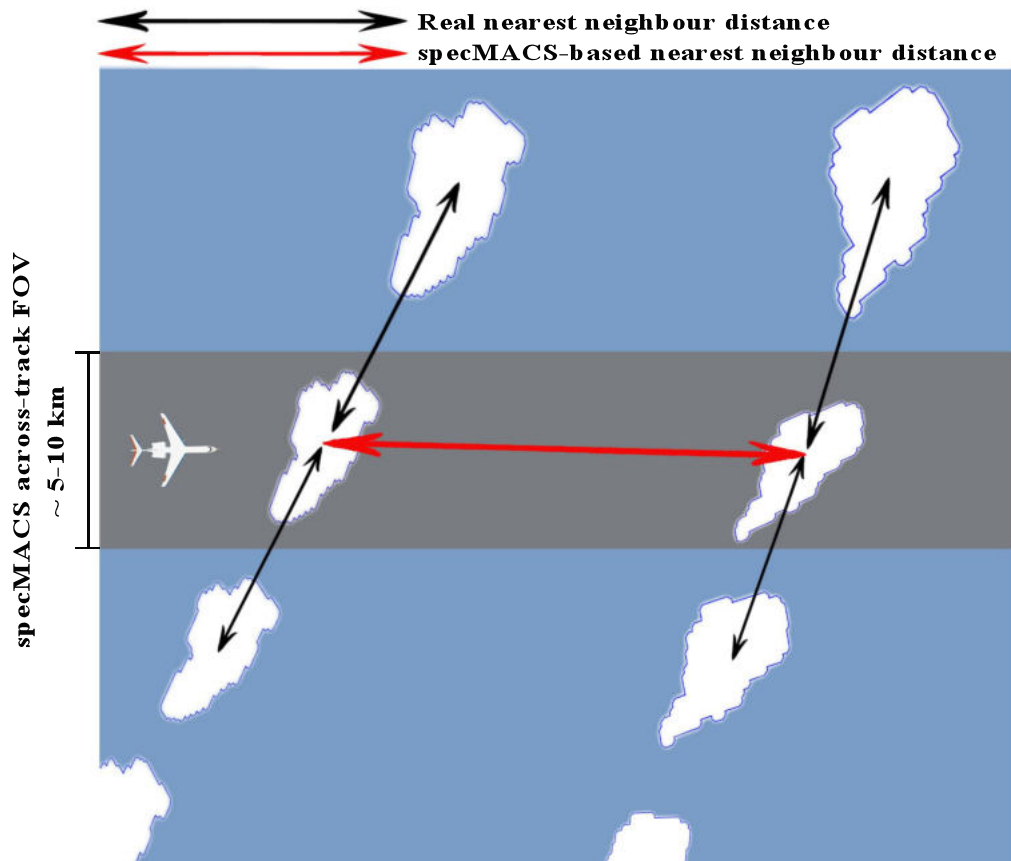 Real nearest neighbour distance
specMACS-based nearest neighbour distance
specMACS across-track FOV
~ 5-10 km